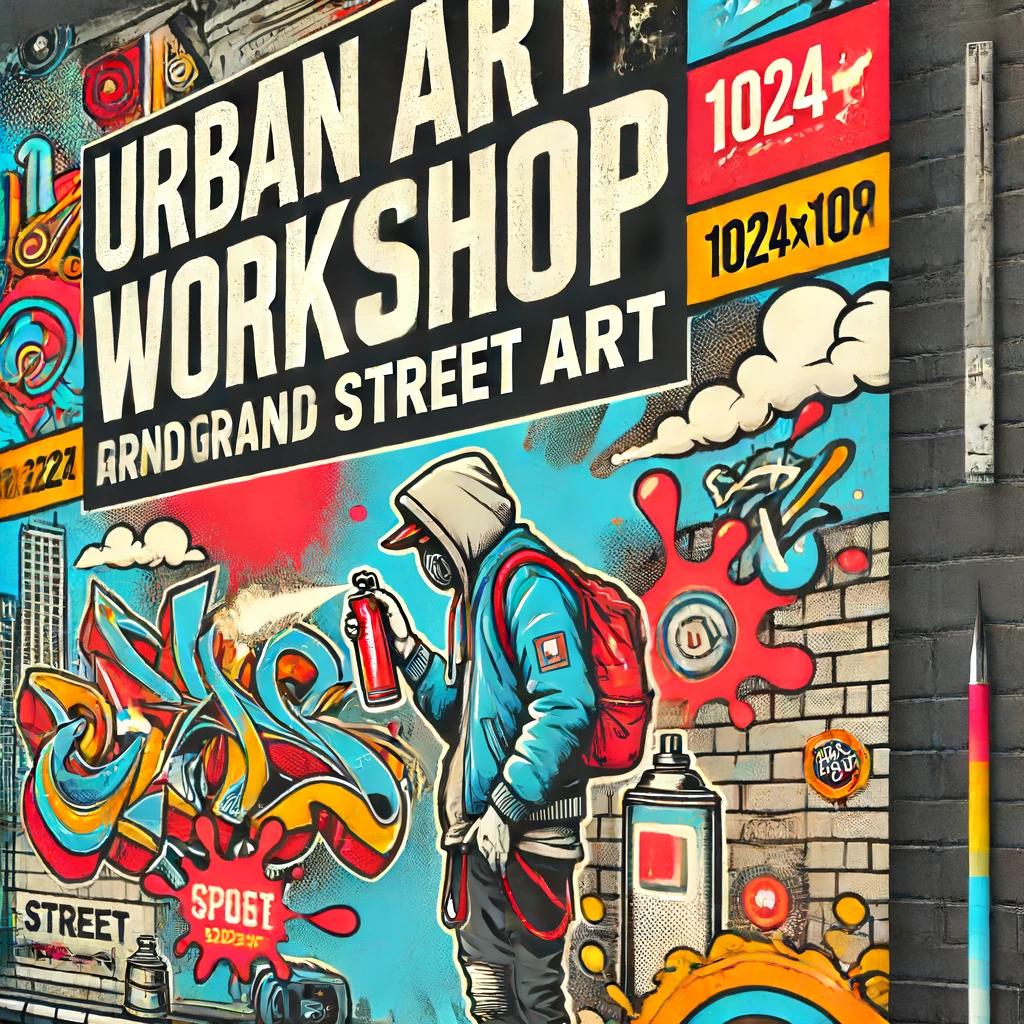 URBAN ART
WORKSHOP
ARNDGRAND STREET ART
1024
1024x109
STREET
SPOGT